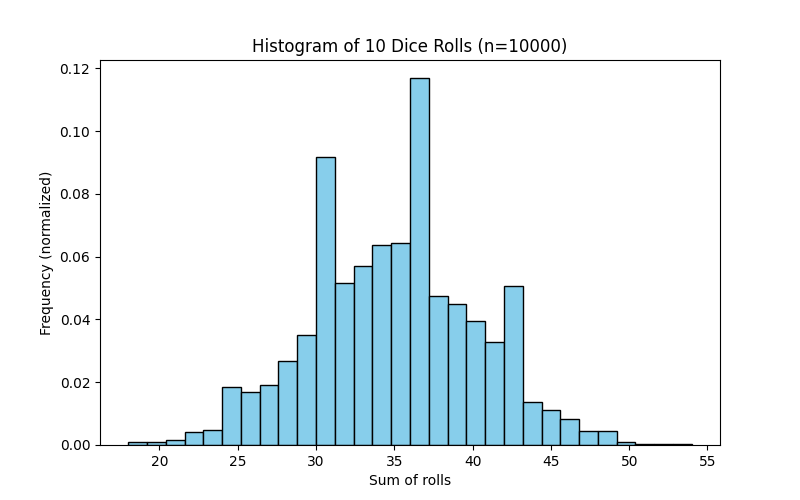 Histogram of 10 Dice Rolls (n=10000)
Frequency (normalized)
0.12
0.10
0.08
0.06
0.04
0.02
0.00
20 25 30 35 40 45 50 55
Sum of rolls